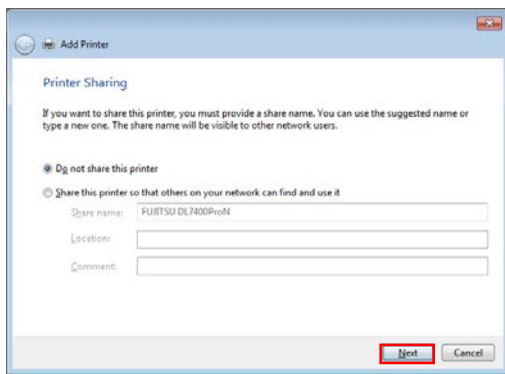 Add Printer
Printer Sharing
If you want to share this printer, you must provide a share name. You can use the suggested name or
type a new one. The share name will be visible to other network users.
Do not share this printer
Share this printer so that others on your network can find and use it
Share name: FUJITSU DL7400ProN
Location:
Comment:
Next Cancel